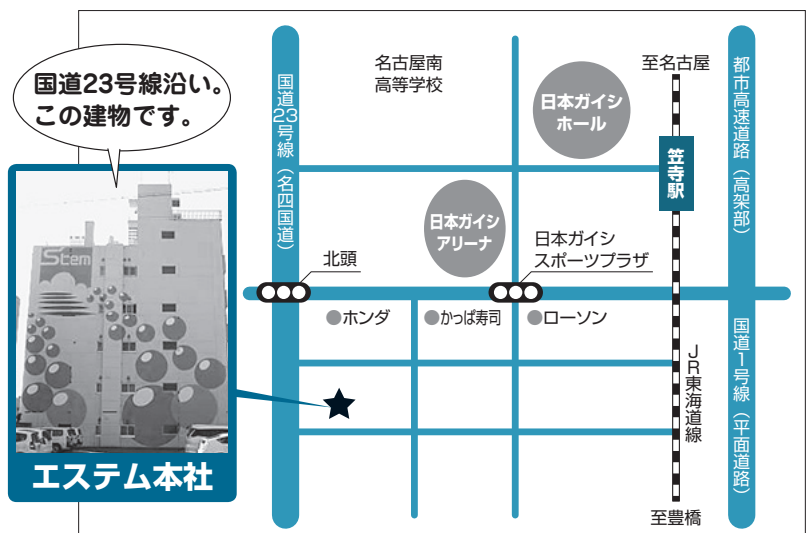 国道23号線沿い。
この建物です。
Stem
エステム本社
国道23号線（名四国道）
名古屋南
高等学校
日本ガイシ
ホール
至名古屋
笠寺駅
都市高速道路（高架部）
日本ガイシ
アリーナ
北頭
日本ガイシ
スポーツプラザ
ホンダ
かっぱ寿司
ローソン
JR東海道線
国道1号線（平面道路）
至豊橋